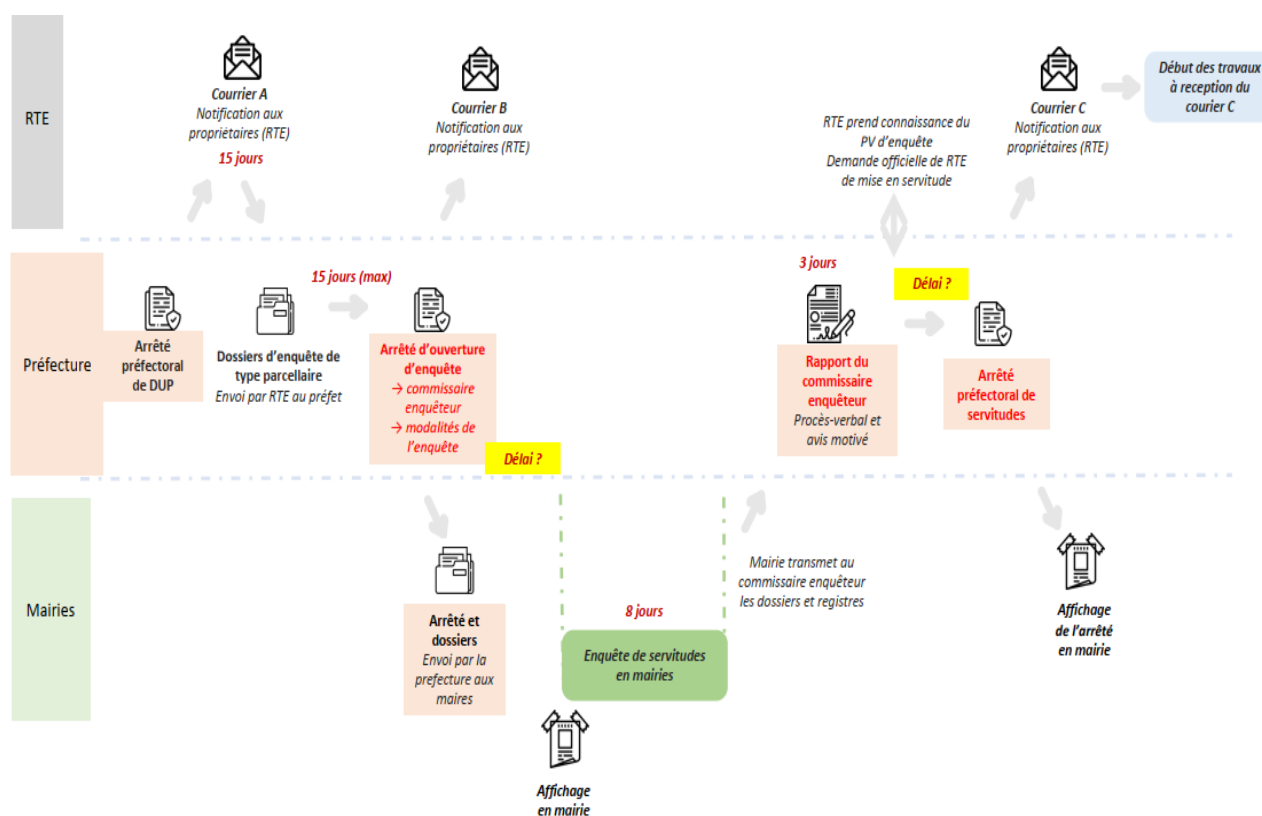 RTE
Courrier A
Notification aux
propriétaires (RTE)
15 jours
Courrier B
Notification aux
propriétaires (RTE)
RTE prend connaissance du
PV d'enquête
Demande officielle de RTE
de mise en servitude
Courrier C
Notification aux
propriétaires (RTE)
Début des travaux
à reception du
courier C
Préfecture
Arrêté
préfectoral
de DUP
Dossiers d'enquête de
type parcellaire
Envoi par RTE au préfet
15 jours (max)
Arrêté d'ouverture
d'enquête
→ commissaire
enquêteur
→ modalités de
l'enquête
Délai ?
3 jours
Rapport du
commissaire
enquêteur
Procès-verbal et
avis motivé
Délai ?
Arrêté
préfectoral de
servitudes
Mairies
Arrêté et
dossiers
Envoi par la
prefecture aux
maires
Affichage
en mairie
8 jours
Enquête de servitudes
en mairies
Mairie transmet au
commissaire enquêteur
les dossiers et registres
Affichage
de l'arrêté
en mairie